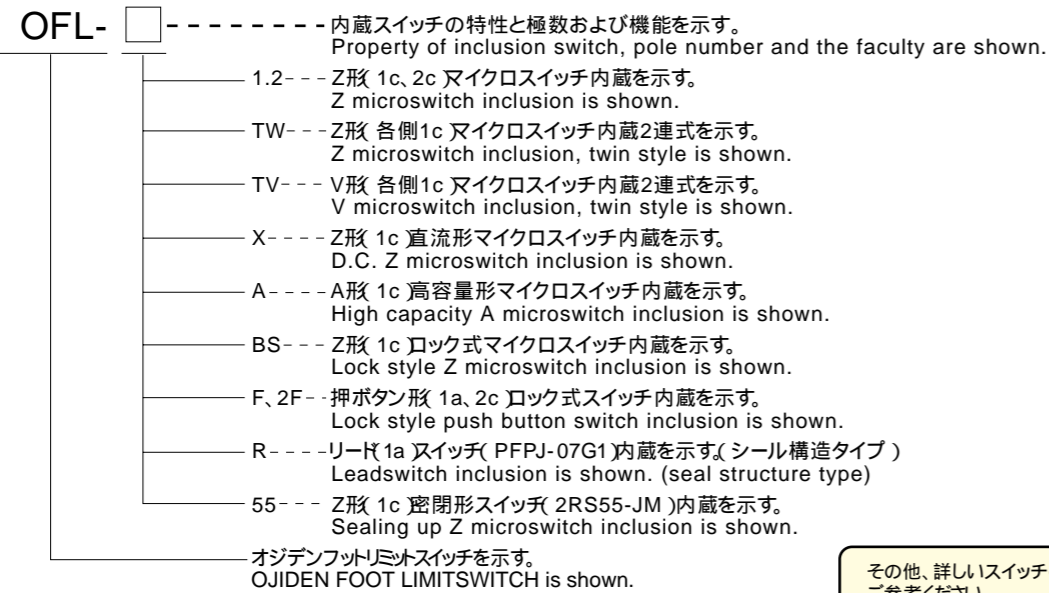 OFL- □--------内蔵スイッチの特性と極数および機能を示す。
Property of inclusion switch, pole number and the faculty are shown.
1.2--- Z形( 1c、2c )マイクロスイッチ内蔵を示す。
Z microswitch inclusion is shown.
TW--- Z形( 各側1c )マイクロスイッチ内蔵2連式を示す。
Z microswitch inclusion, twin style is shown.
TV--- V形( 各側1c )マイクロスイッチ内蔵2連式を示す。
V microswitch inclusion, twin style is shown.
X---- Z形( 1c )直流形マイクロスイッチ内蔵を示す。
D.C. Z microswitch inclusion is shown.
A---- A形( 1c )高容量形マイクロスイッチ内蔵を示す。
High capacity A microswitch inclusion is shown.
BS--- Z形( 1c )ロック式マイクロスイッチ内蔵を示す。
Lock style Z microswitch inclusion is shown.
F、2F-- 押ボタン形( 1a、2c )ロック式スイッチ内蔵を示す。
Lock style push button switch inclusion is shown.
R----リード( 1a )スイッチ( PFPJ-07G1 )内蔵を示す。( シール構造タイプ )
Leadswitch inclusion is shown. (seal structure type)
55--- Z形( 1c )密閉形スイッチ( 2RS55-JM )内蔵を示す。
Sealing up Z microswitch inclusion is shown.
オジデンフットリミットスイッチを示す。
OJIDEN FOOT LIMITSWITCH is shown.
その他、詳しいスイッチ
ご参考ください